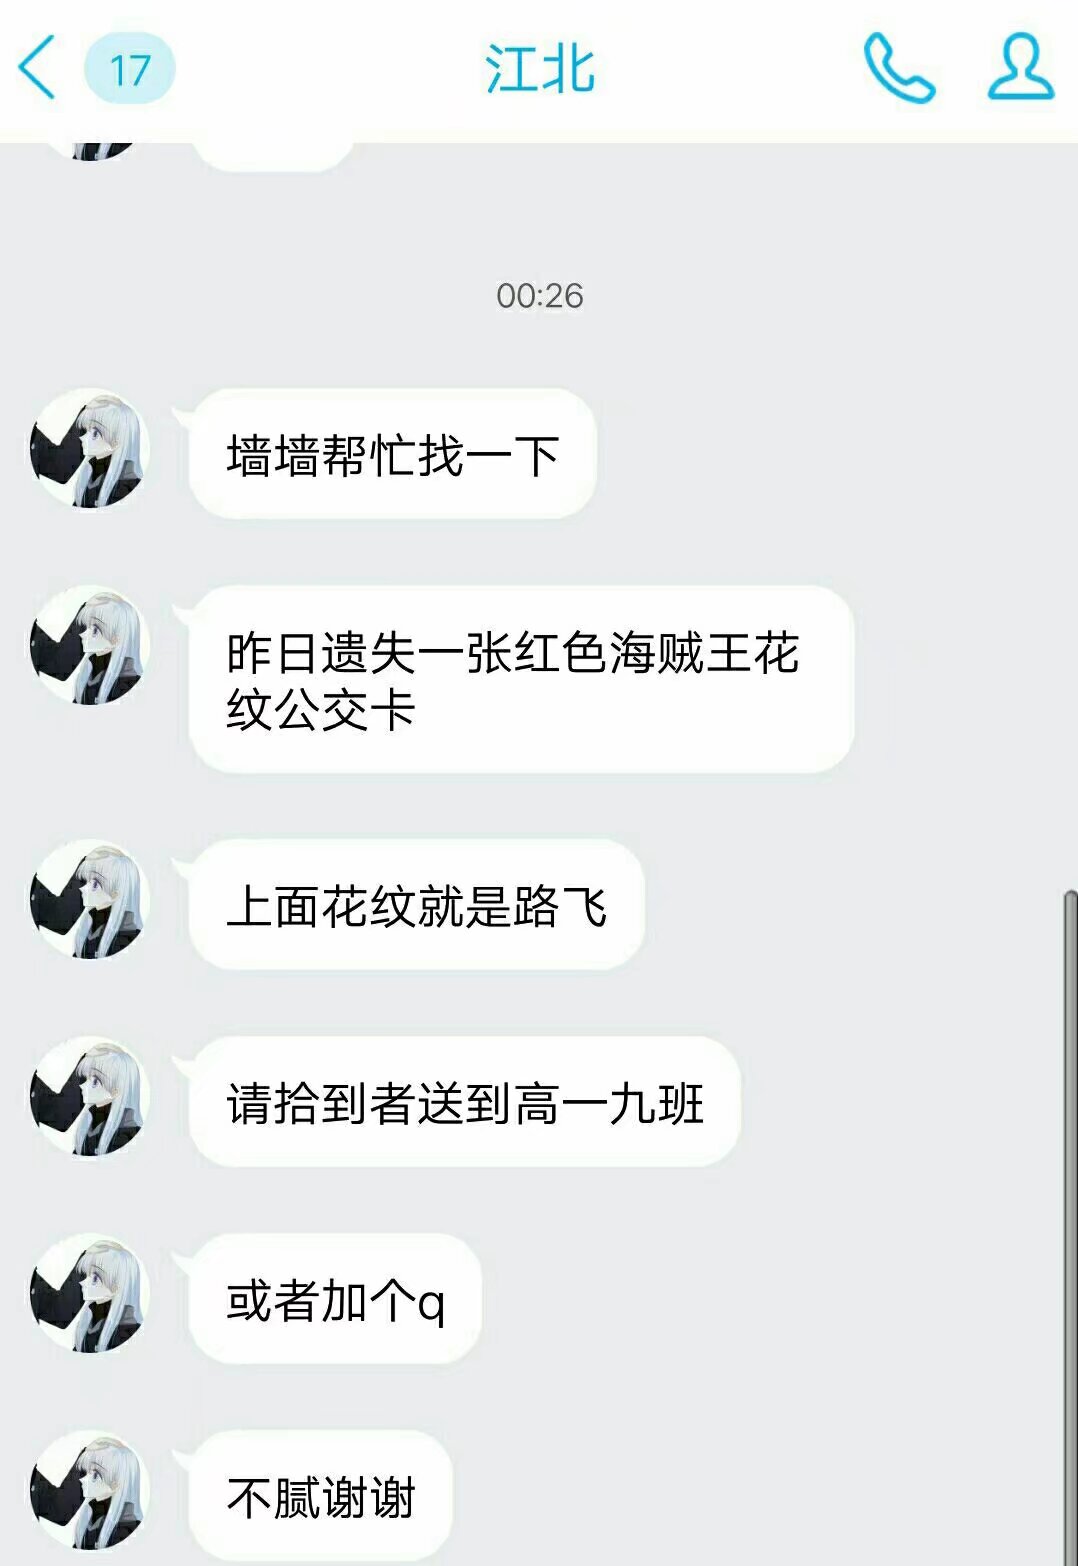 17
江北
00:26
墙墙帮忙找一下
昨日遗失一张红色海贼王花
纹公交卡
上面花纹就是路飞
请拾到者送到高一九班
或者加个q
不腻谢谢